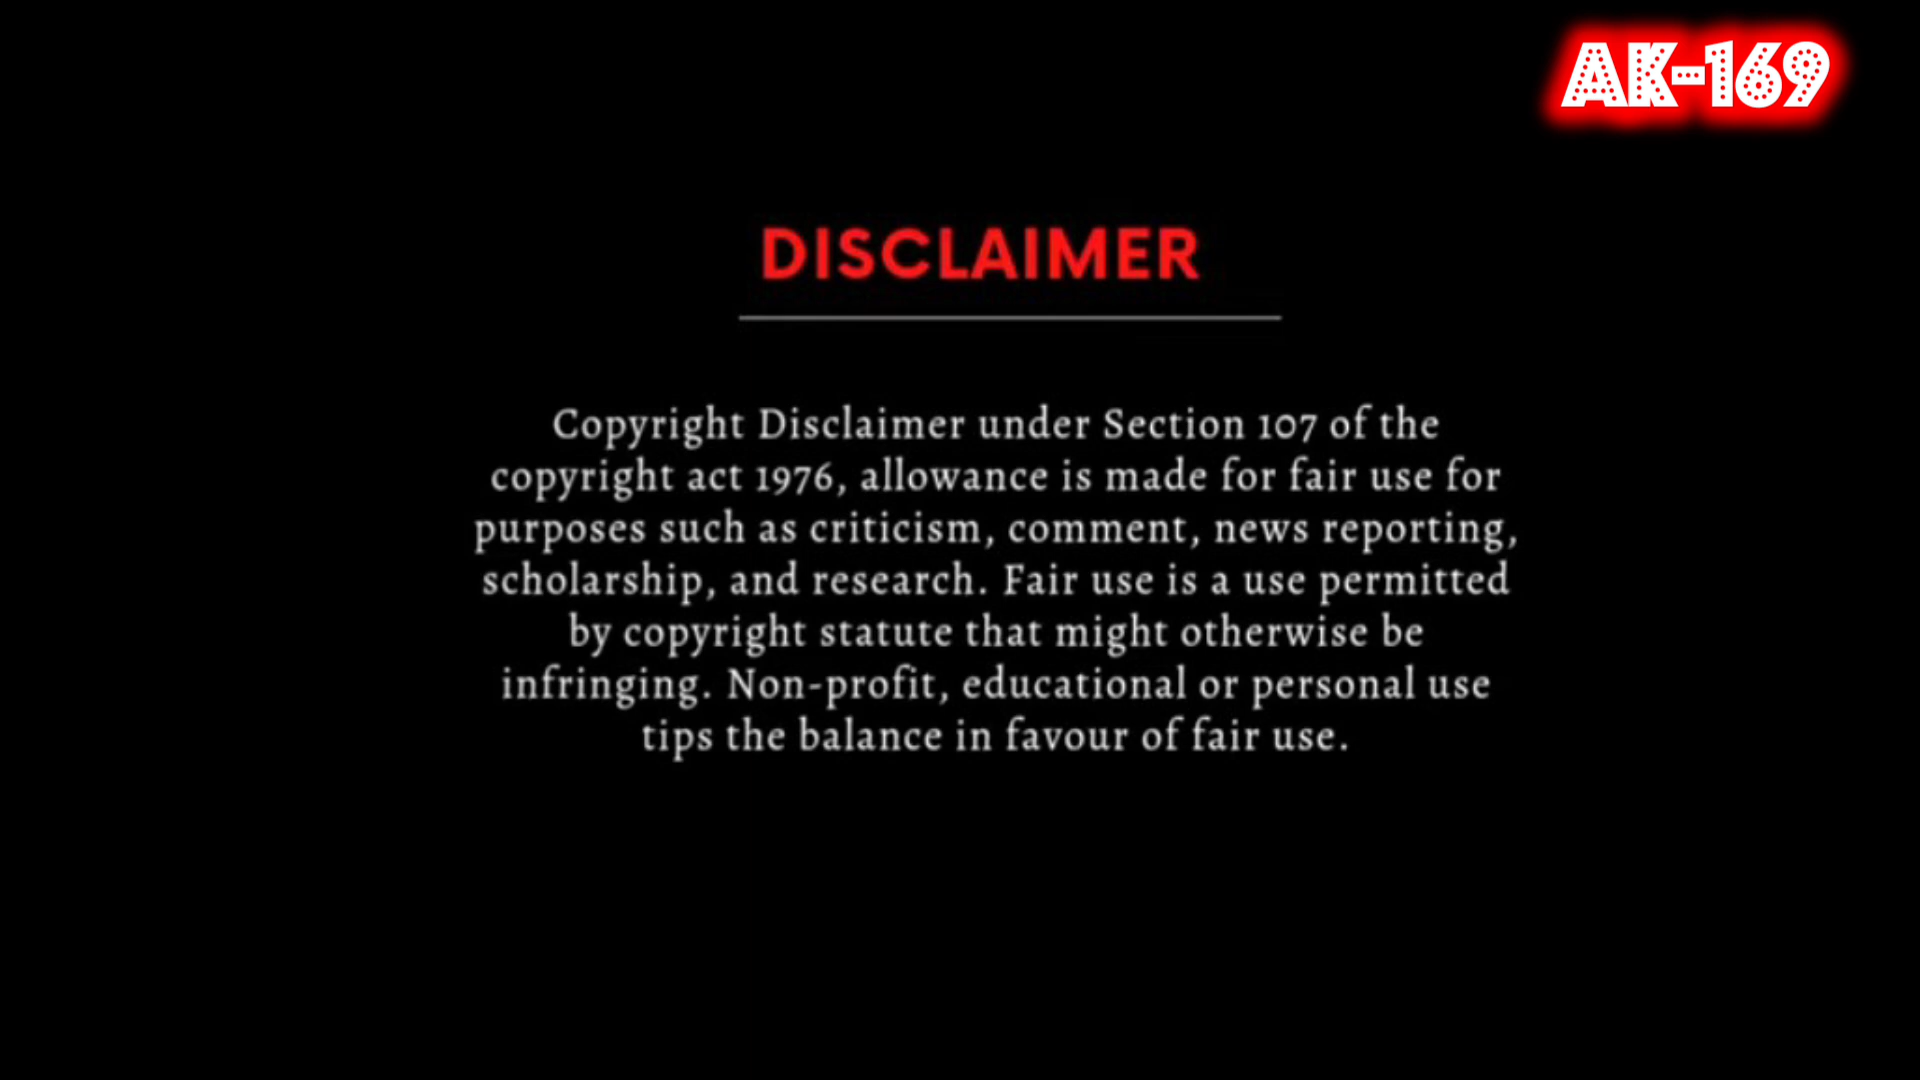 AK-169
DISCLAIMER
Copyright Disclaimer under Section 107 of the
copyright act 1976, allowance is made for fair use for
purposes such as criticism, comment, news reporting,
scholarship, and research. Fair use is a use permitted
by copyright statute that might otherwise be
infringing. Non-profit, educational or personal use
tips the balance in favour of fair use.